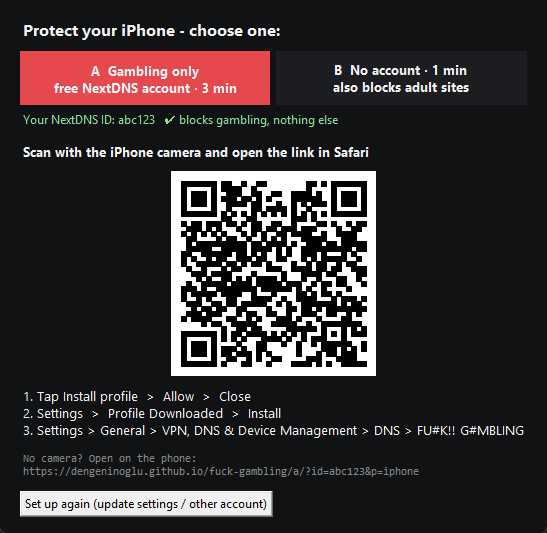 Protect your iPhone - choose one:
A  Gambling only
free NextDNS account · 3 min
B  No account · 1 min
also blocks adult sites
Your NextDNS ID: abc123  ✔ blocks gambling, nothing else
Scan with the iPhone camera and open the link in Safari
1. Tap Install profile  >  Allow  >  Close
2. Settings  >  Profile Downloaded  >  Install
3. Settings > General > VPN, DNS & Device Management > DNS > FU#K!! G#MBLING
No camera? Open on the phone:
https://dengeninoglu.github.io/fuck-gambling/a/?id=abc123&p=iphone
Set up again (update settings / other account)